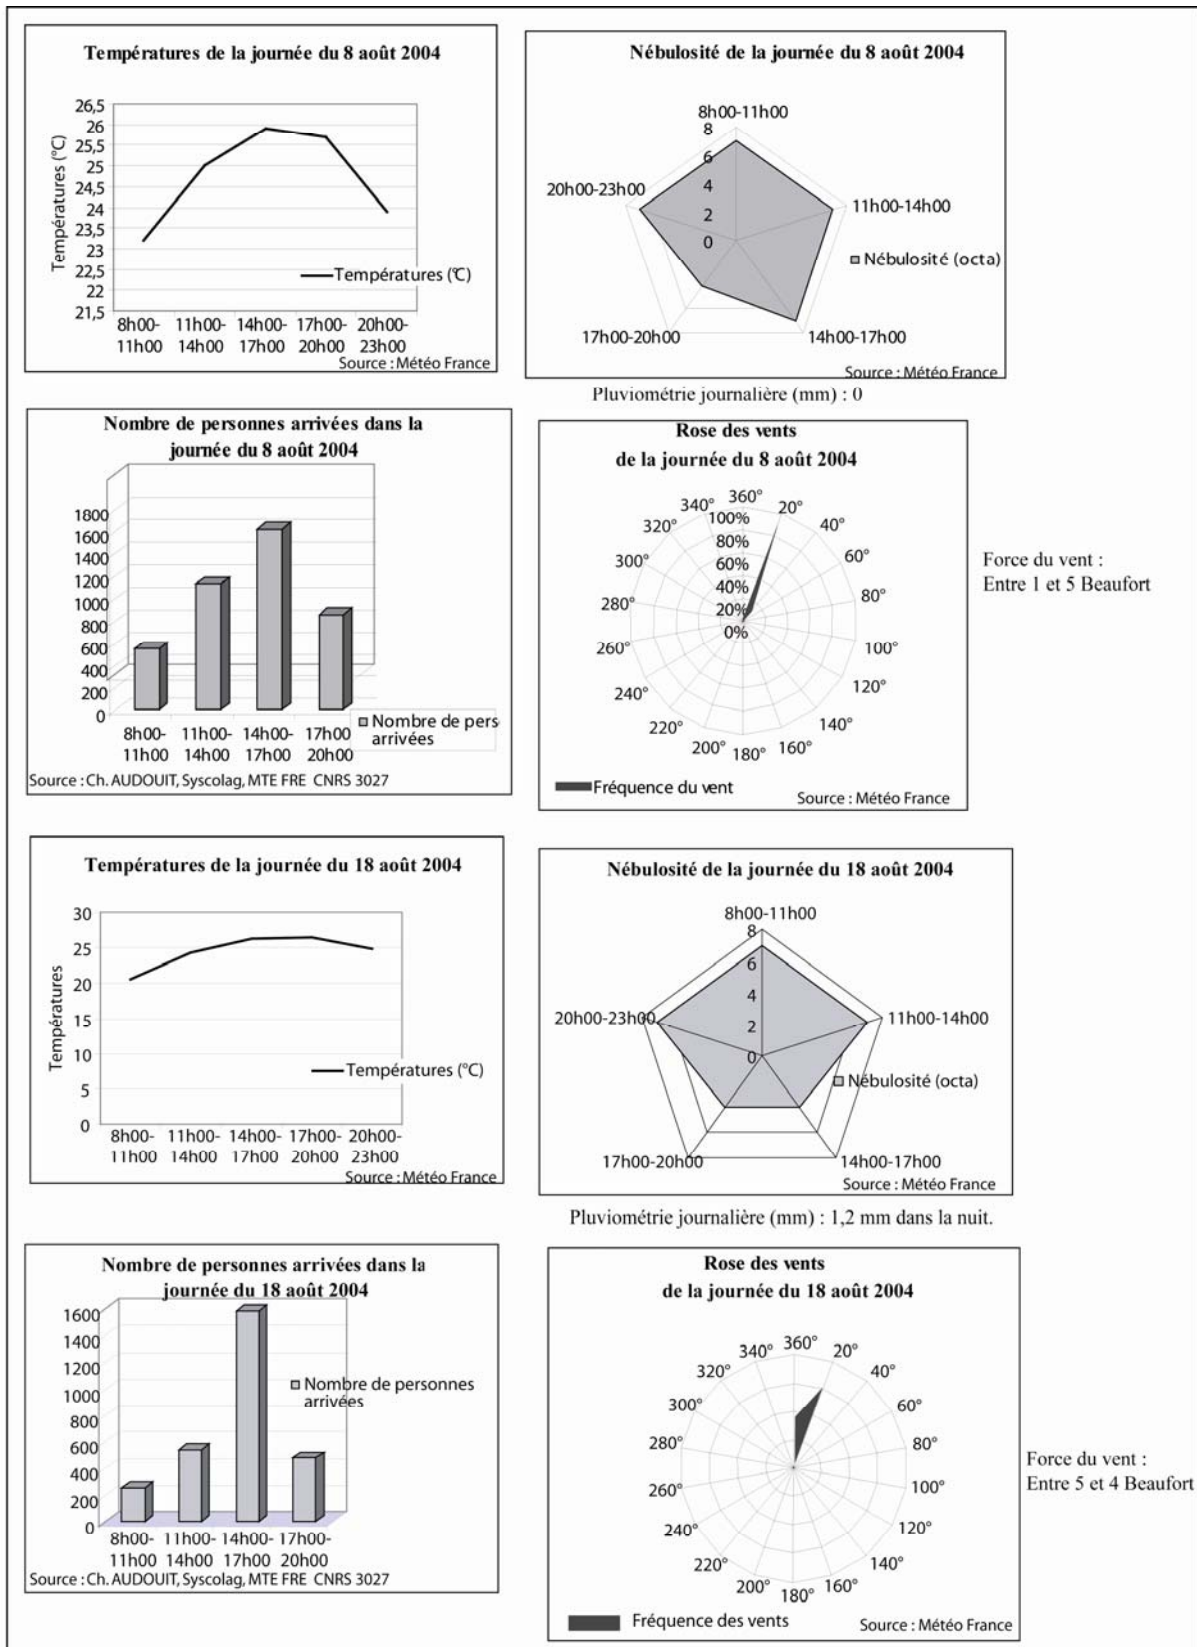 Températures de la journée du 8 août 2004
26,5
26
25,5
25
24,5
24
23,5
23
22,5
22
21,5
Températures (°C)
Températures (°C)
8h00-
11h00
11h00-
14h00
14h00-
17h00
17h00-
20h00
20h00-
23h00
Source : Météo France
Nébulosité de la journée du 8 août 2004
8h00-11h00
8
6
4
2
0
20h00-23h00
11h00-14h00
Nébulosité (octa)
17h00-20h00
14h00-17h00
Source : Météo France
Pluviométrie journalière (mm) : 0
Nombre de personnes arrivées dans la
journée du 8 août 2004
1800
1600
1400
1200
1000
800
600
400
200
0
8h00-
11h00
11h00-
14h00
14h00-
17h00
17h00
20h00
Nombre de pers
arrivées
Source : Ch. AUDOUIT, Syscolag, MTE FRE CNRS 3027
Rose des vents
de la journée du 8 août 2004
360°
20°
40°
60°
80°
100°
120°
140°
160°
180°
200°
220°
240°
260°
280°
300°
320°
340°
100%
80%
60%
40%
20%
0%
Fréquence du vent
Source : Météo France
Force du vent :
Entre 1 et 5 Beaufort
Températures de la journée du 18 août 2004
30
25
20
15
10
5
0
Températures
Températures (°C)
8h00-
11h00
11h00-
14h00
14h00-
17h00
17h00-
20h00
20h00-
23h00
Source : Météo France
Nébulosité de la journée du 18 août 2004
8h00-11h00
8
6
4
2
0
20h00-23h00
11h00-14h00
Nébulosité (octa)
17h00-20h00
14h00-17h00
Source : Météo France
Pluviométrie journalière (mm) : 1,2 mm dans la nuit.
Nombre de personnes arrivées dans la
journée du 18 août 2004
1600
1400
1200
1000
800
600
400
200
0
Nombre de personnes
arrivées
8h00-
11h00
11h00-
14h00
14h00-
17h00
17h00-
20h00
Source : Ch. AUDOUIT, Syscolag, MTE FRE CNRS 3027
Rose des vents
de la journée du 18 août 2004
360°
20°
40°
60°
80°
100°
120°
140°
160°
180°
200°
220°
240°
260°
280°
300°
320°
340°
Fréquence des vents
Source : Météo France
Force du vent :
Entre 5 et 4 Beaufort